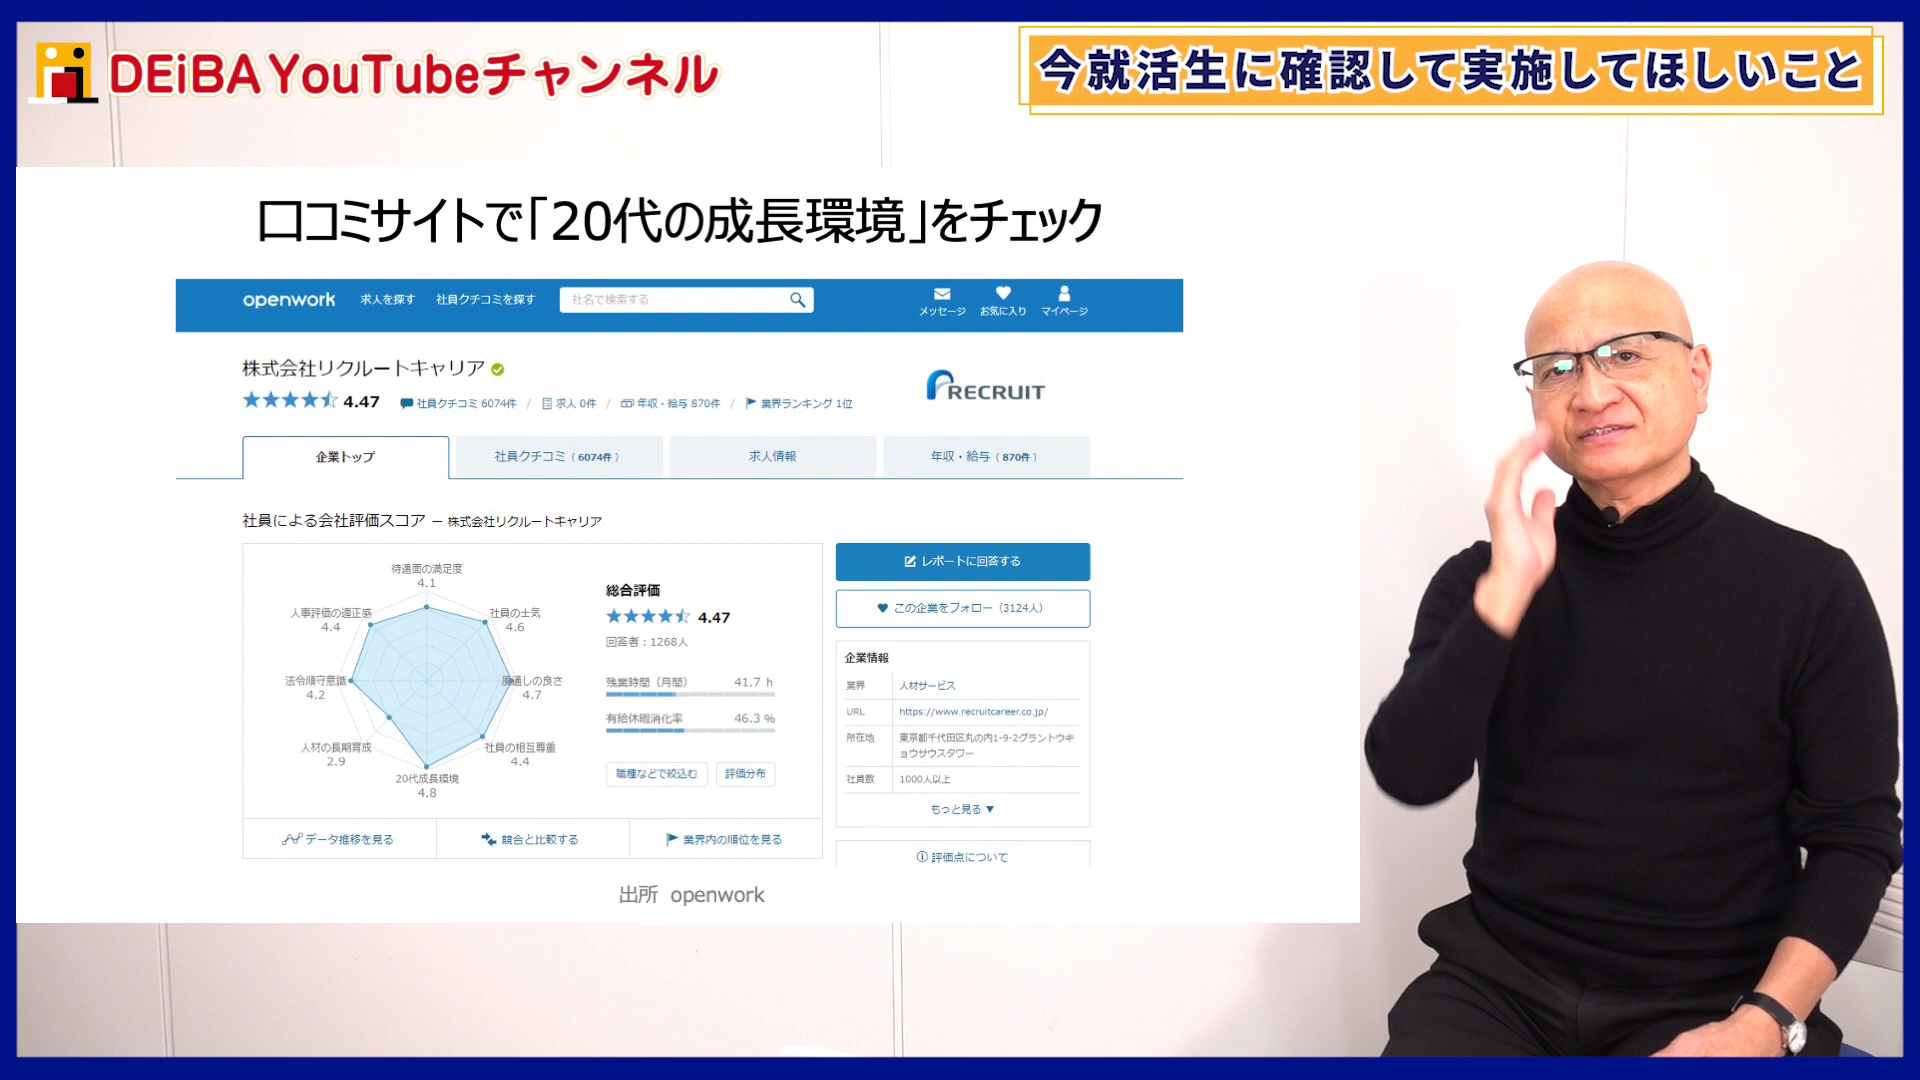 DEiBA YouTubeチャンネル
今就活生に確認して実施してほしいこと
口コミサイトで「20代の成長環境」をチェック
openwork 求人を探す 社員クチコミを探す 社名で検索する メッセージ お気に入り マイページ
株式会社リクルートキャリア
4.47 社員クチコミ 6074件 / 求人 0件 / 年収・給与 870件 / 業界ランキング 1位
RECRUIT
企業トップ 社員クチコミ（6074件） 求人情報 年収・給与（870件）
社員による会社評価スコア － 株式会社リクルートキャリア
待遇面の満足度
4.1
人事評価の適正感
4.4
社員の士気
4.6
法令順守意識
4.2
風通しの良さ
4.7
人材の長期育成
2.9
社員の相互尊重
4.4
20代成長環境
4.8
総合評価
4.47
回答者：1268人
残業時間（月間） 41.7 h
有給休暇消化率 46.3 %
職種などで絞込む 評価分布
データ推移を見る 競合と比較する 業界内の順位を見る
レポートに回答する
この企業をフォロー（3124人）
企業情報
業界 人材サービス
URL https://www.recruitcareer.co.jp/
所在地 東京都千代田区丸の内1-9-2グラントウキ
ョウサウスタワー
社員数 1000人以上
もっと見る ▼
評価点について
出所 openwork